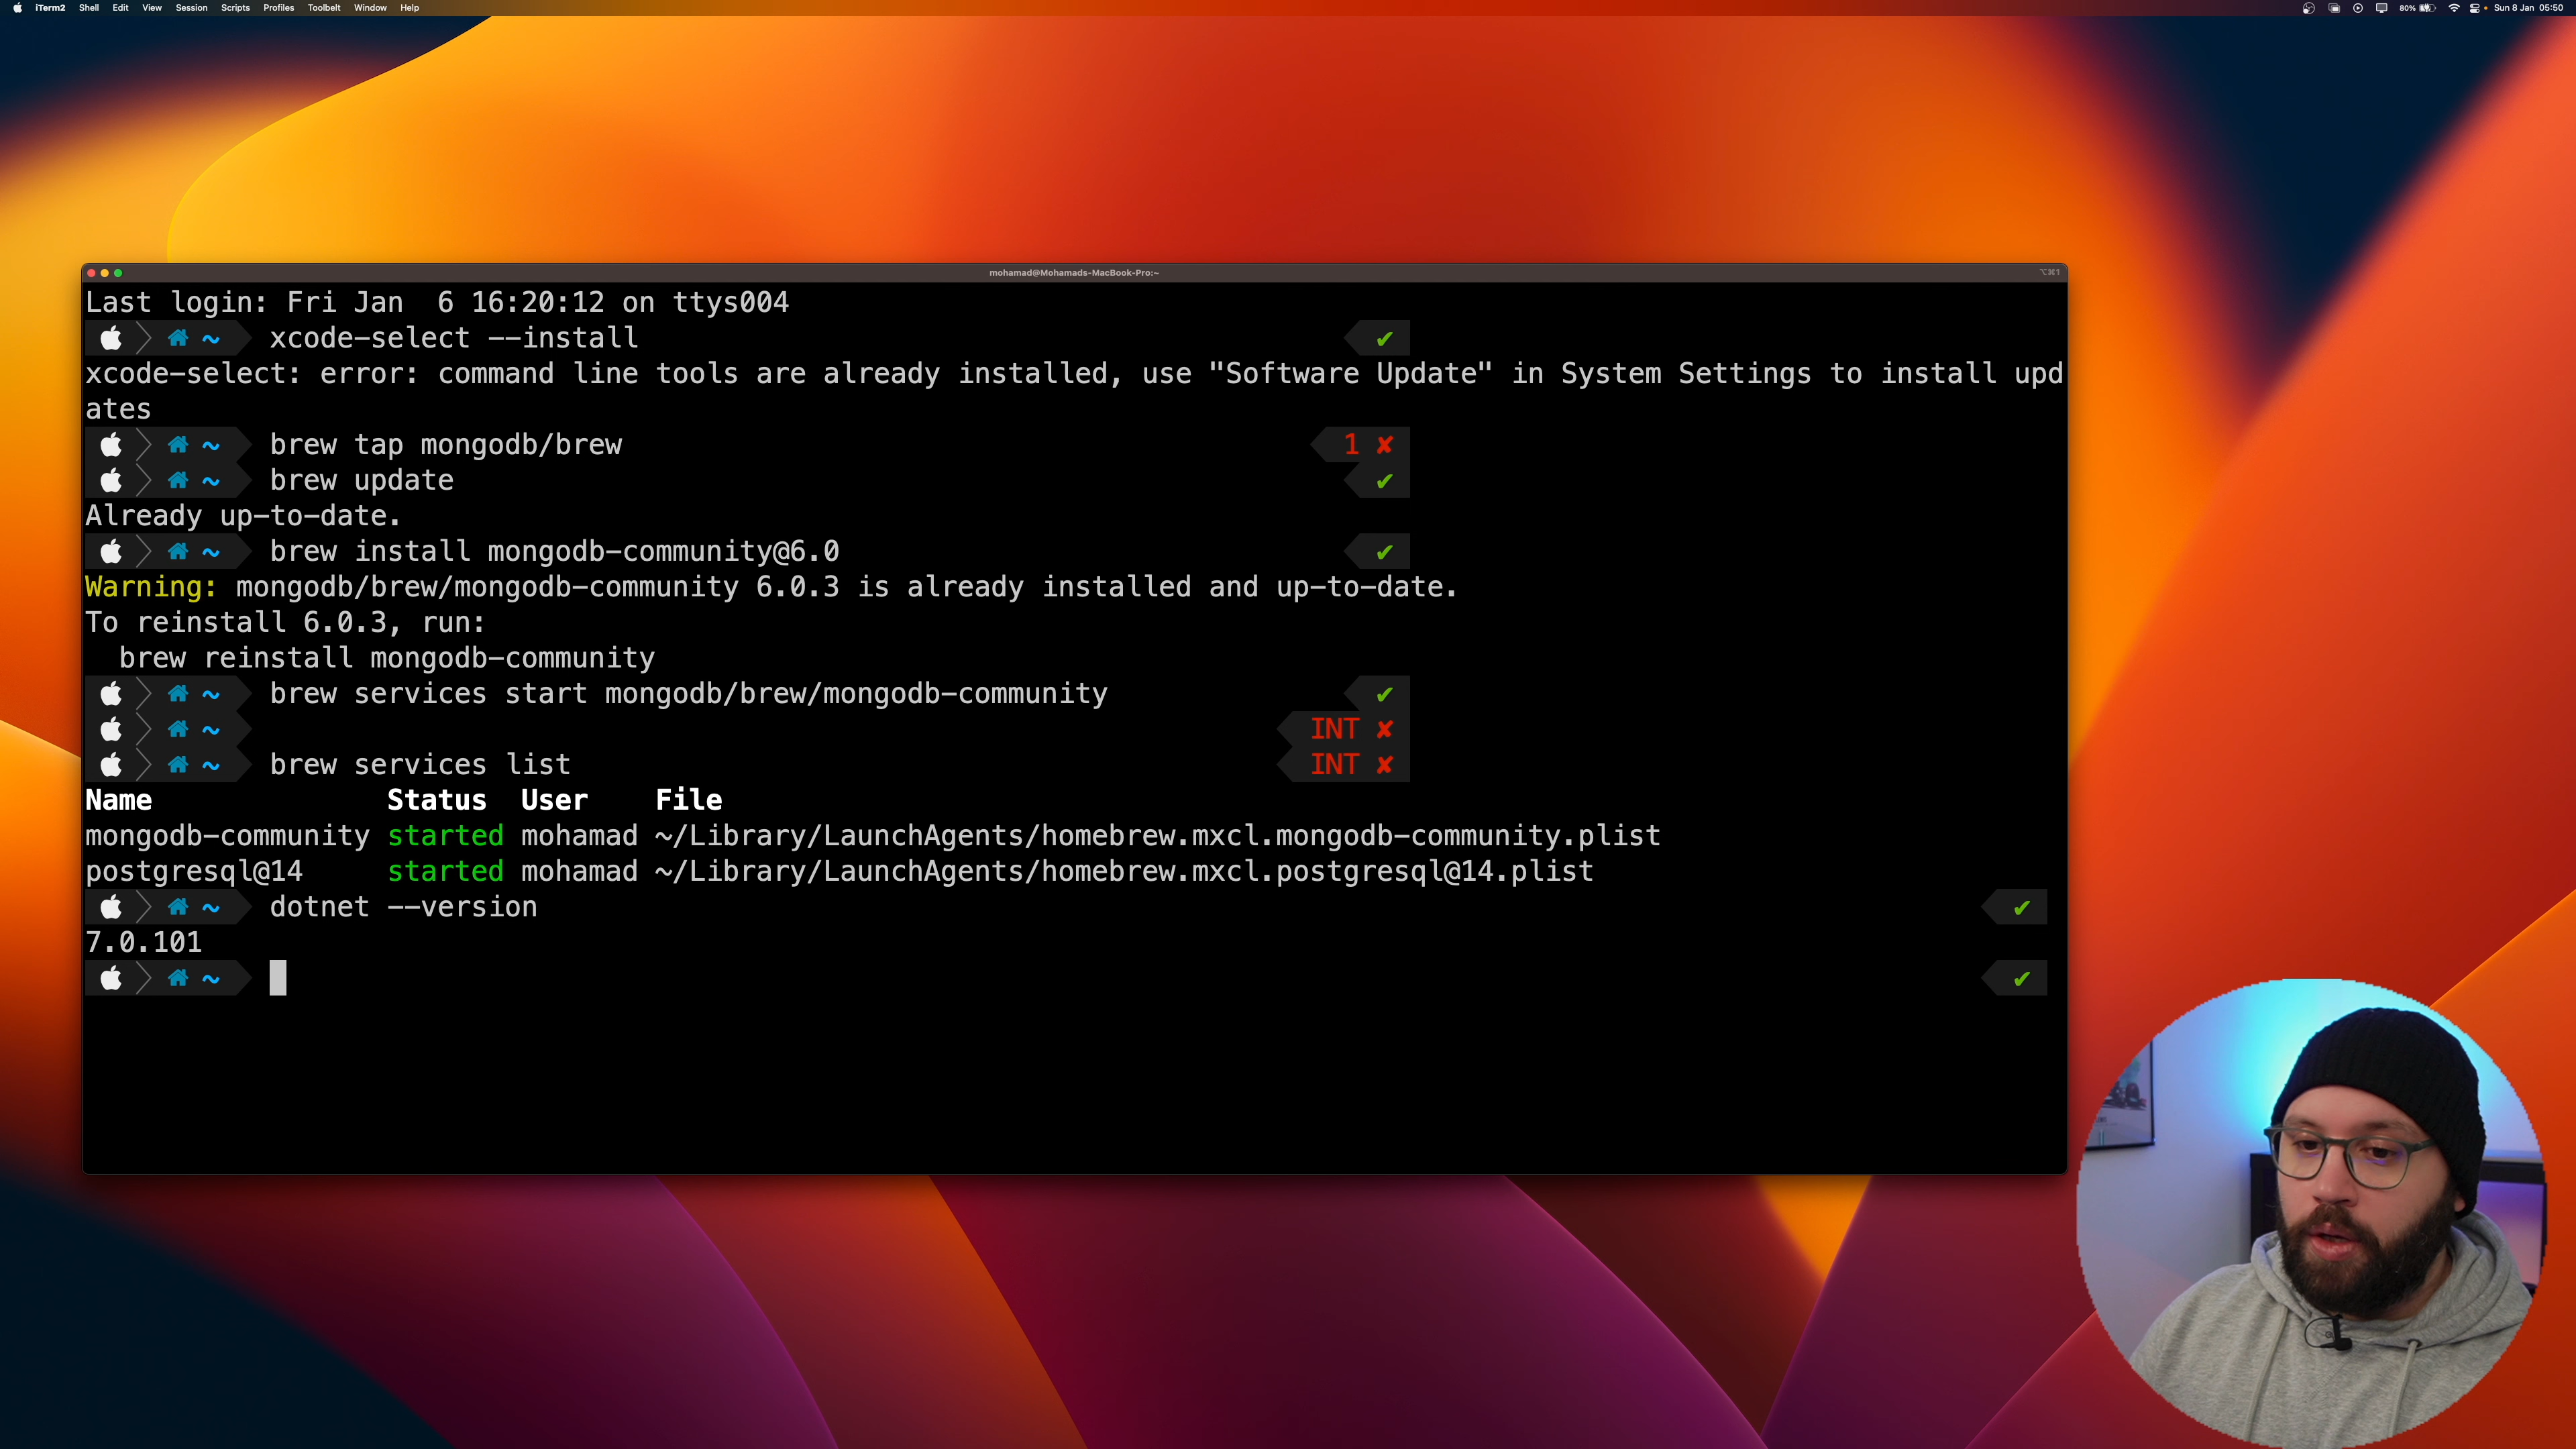 iTerm2 Shell Edit View Session Scripts Profiles Toolbelt Window Help 80% Sun 8 Jan 05:50
mohamad@Mohamads-MacBook-Pro:~ ⌥⌘1
Last login: Fri Jan  6 16:20:12 on ttys004
~ xcode-select --install ✔
xcode-select: error: command line tools are already installed, use "Software Update" in System Settings to install upd
ates
~ brew tap mongodb/brew 1 ✘
~ brew update ✔
Already up-to-date.
~ brew install mongodb-community@6.0 ✔
Warning: mongodb/brew/mongodb-community 6.0.3 is already installed and up-to-date.
To reinstall 6.0.3, run:
brew reinstall mongodb-community
~ brew services start mongodb/brew/mongodb-community ✔
~ INT ✘
~ brew services list INT ✘
Name Status User File
mongodb-community started mohamad ~/Library/LaunchAgents/homebrew.mxcl.mongodb-community.plist
postgresql@14 started mohamad ~/Library/LaunchAgents/homebrew.mxcl.postgresql@14.plist
~ dotnet --version ✔
7.0.101
~ ✔